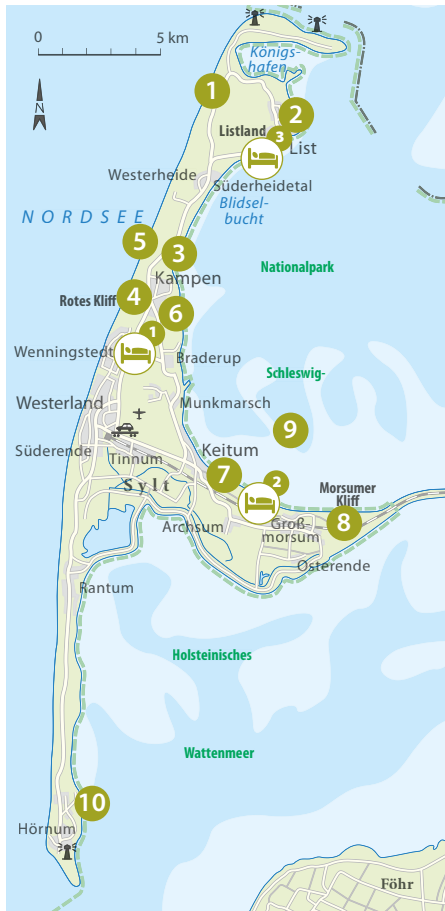 0
5 km
N
Königs-
hafen
1
2
Listland
3
List
Westerheide
Süderheidetal
Blidsel-
bucht
NORDSEE
5
3
Nationalpark
Kampen
Rotes Kliff
4
6
1
Wenningstedt
Braderup
Schleswig-
Westerland
Munkmarsch
9
Süderende
Keitum
Tinnum
7
Sylt
2
Morsumer
Kliff
8
Archsum
Groß-
morsum
Osterende
Rantum
Holsteinisches
Wattenmeer
10
Hörnum
Föhr